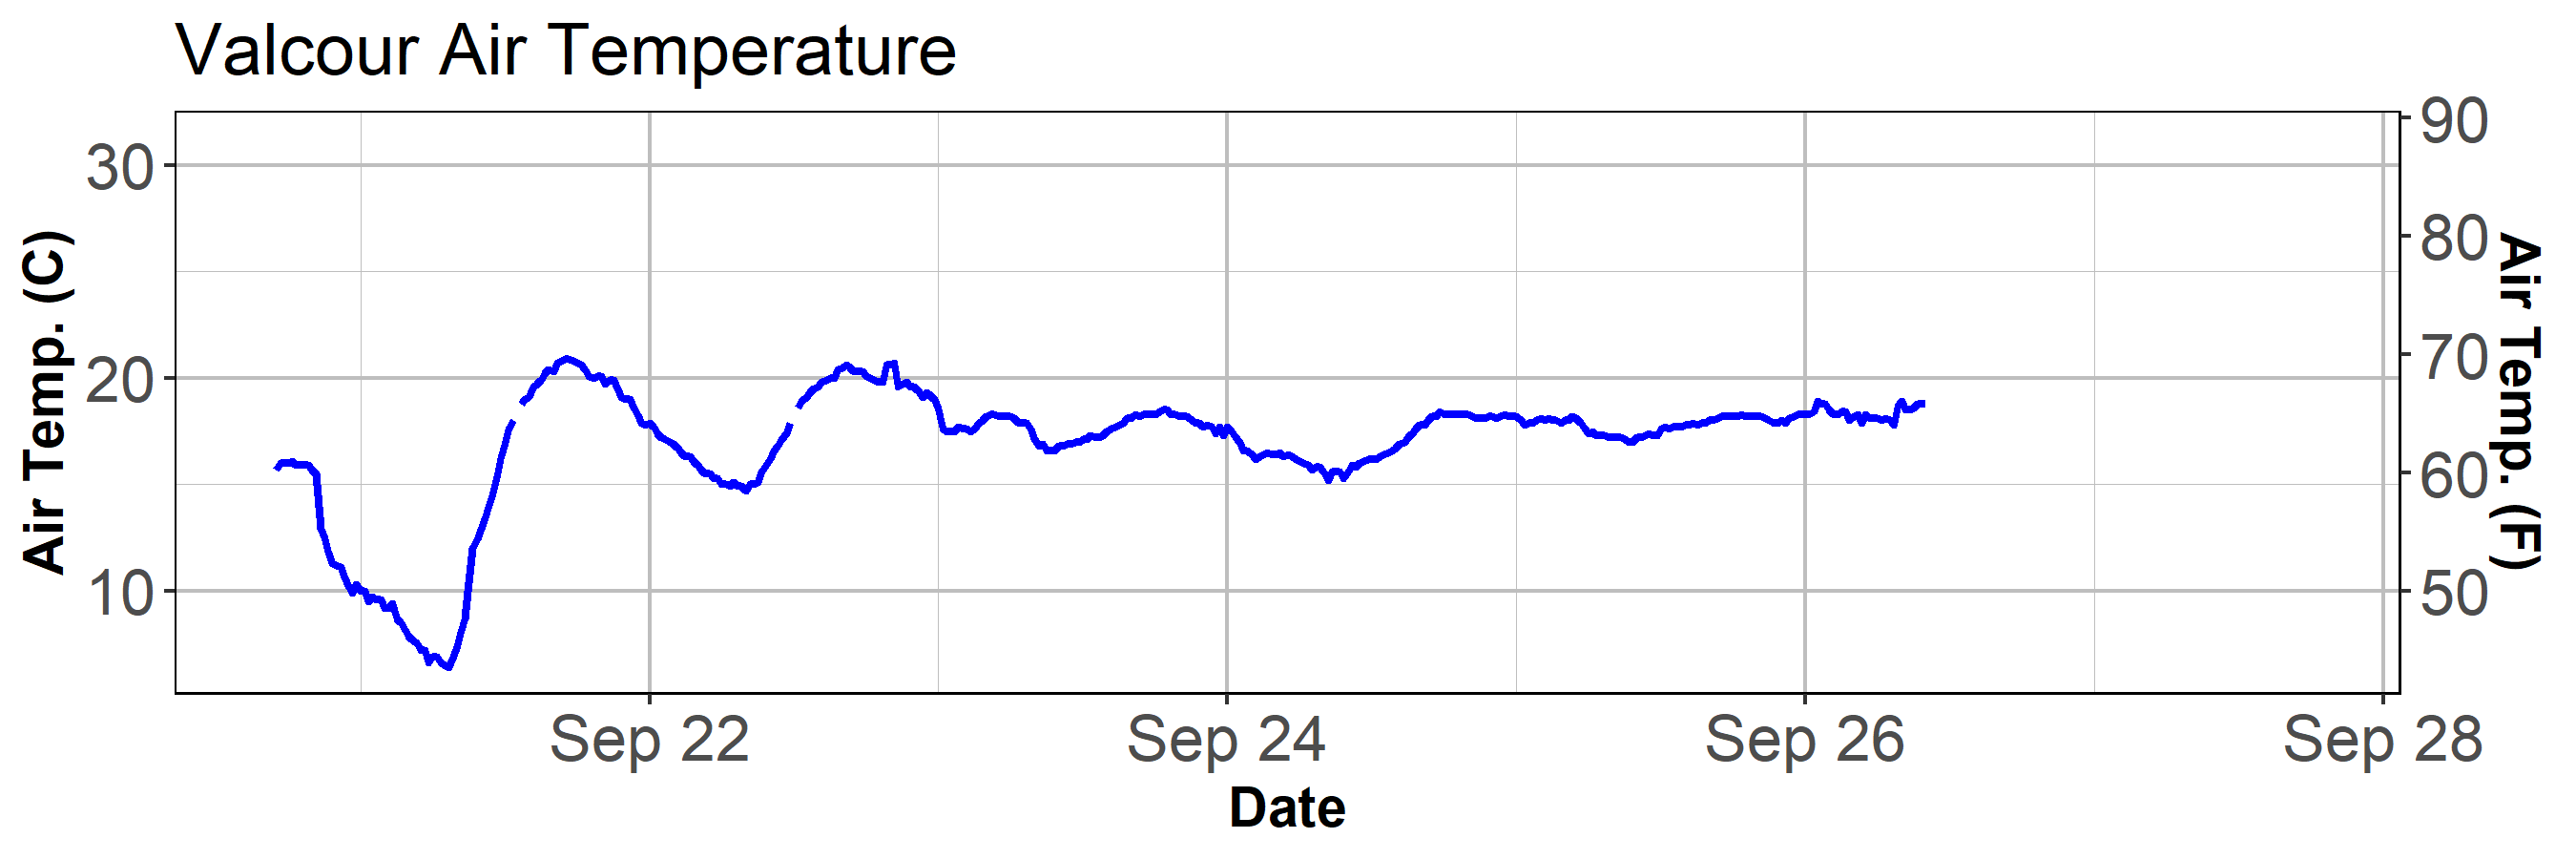 Valcour Air Temperature
30
20
10
Air Temp. (C)
90
80
70
60
50
Air Temp. (F)
Sep 22
Sep 24
Sep 26
Sep 28
Date